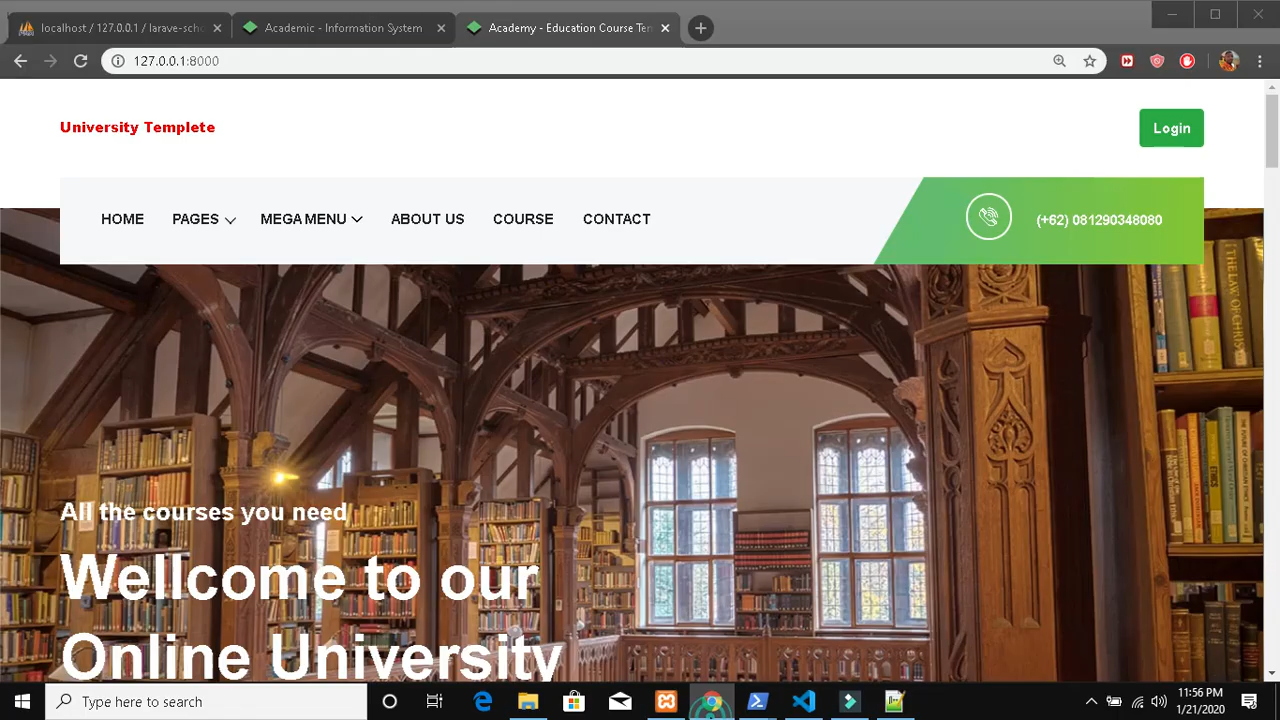 localhost / 127.0.0.1 / larave-scho
Academic - Information System
Academy - Education Course Tem
127.0.0.1:8000
University Templete
Login
HOME
PAGES
MEGA MENU
ABOUT US
COURSE
CONTACT
(+62) 081290348080
All the courses you need
Wellcome to our
Online University
Type here to search
11:56 PM
1/21/2020